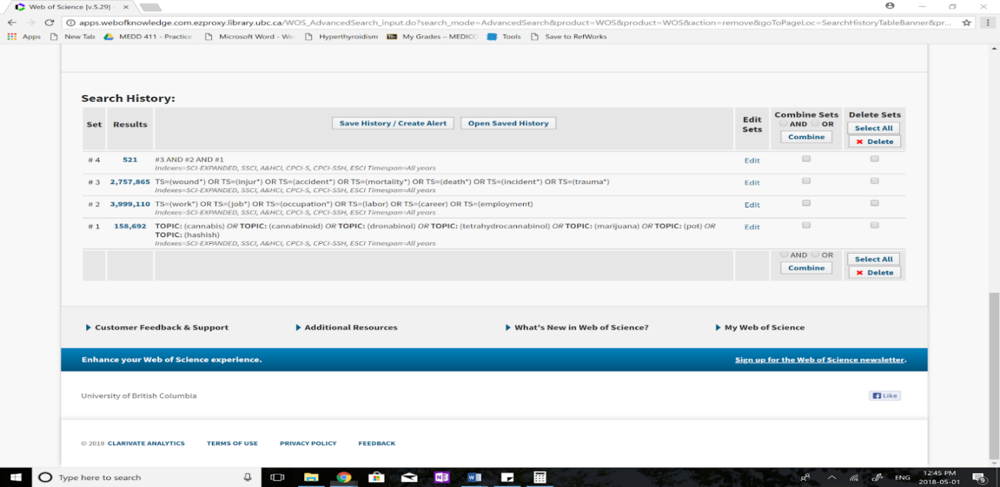 Web of Science [v.5.29]
apps.webofknowledge.com.ezproxy.library.ubc.ca/WOS_AdvancedSearch_input.do?search_mode=AdvancedSearch&product=WOS&product=WOS&action=remove&goToPageLoc=SearchHistoryTableBanner&pr...
Apps New Tab MEDD 411 - Practice Microsoft Word - We Hyperthyroidism My Grades – MEDICO Tools Save to RefWorks
Search History:
Set Results Save History / Create Alert Open Saved History Edit Sets Combine Sets AND OR Combine Delete Sets Select All Delete
# 4 521 #3 AND #2 AND #1 Edit
Indexes=SCI-EXPANDED, SSCI, A&HCI, CPCI-S, CPCI-SSH, ESCI Timespan=All years
# 3 2,757,865 TS=(wound*) OR TS=(injur*) OR TS=(accident*) OR TS=(mortality*) OR TS=(death*) OR TS=(incident*) OR TS=(trauma*) Edit
Indexes=SCI-EXPANDED, SSCI, A&HCI, CPCI-S, CPCI-SSH, ESCI Timespan=All years
# 2 3,999,110 TS=(work*) OR TS=(job*) OR TS=(occupation*) OR TS=(labor) OR TS=(career) OR TS=(employment) Edit
Indexes=SCI-EXPANDED, SSCI, A&HCI, CPCI-S, CPCI-SSH, ESCI Timespan=All years
# 1 158,692 TOPIC: (cannabis) OR TOPIC: (cannabinoid) OR TOPIC: (dronabinol) OR TOPIC: (tetrahydrocannabinol) OR TOPIC: (marijuana) OR TOPIC: (pot) OR Edit
TOPIC: (hashish)
Indexes=SCI-EXPANDED, SSCI, A&HCI, CPCI-S, CPCI-SSH, ESCI Timespan=All years
AND OR Select All
Combine Delete
Customer Feedback & Support Additional Resources What's New in Web of Science? My Web of Science
Enhance your Web of Science experience. Sign up for the Web of Science newsletter.
University of British Columbia Like
© 2018 CLARIVATE ANALYTICS TERMS OF USE PRIVACY POLICY FEEDBACK
Type here to search ENG 12:45 PM
2018-05-01